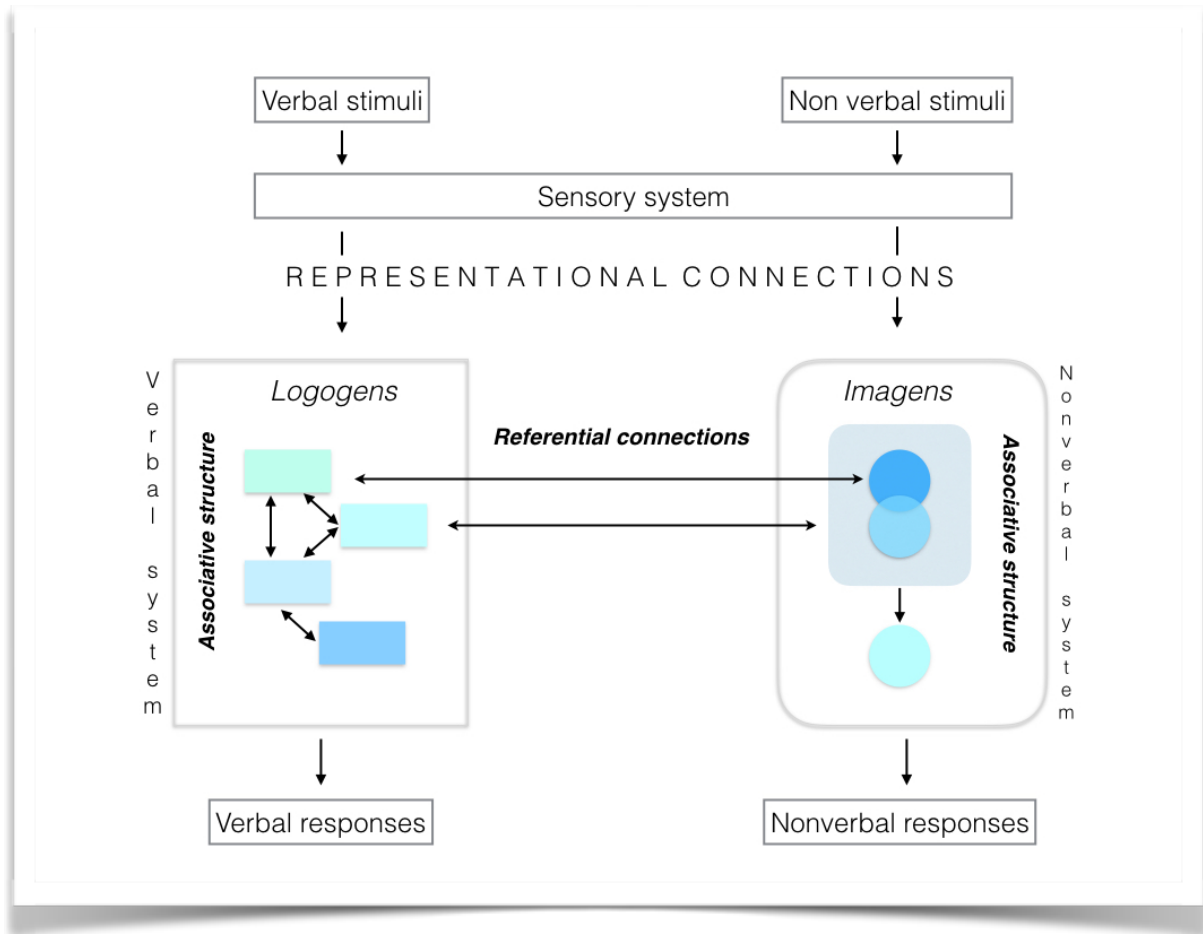 Verbal stimuli
Non verbal stimuli
Sensory system
REPRESENTATIONAL CONNECTIONS
Verbal system
Associative structure
Logogens
Referential connections
Imagens
Associative structure
Nonverbal system
Verbal responses
Nonverbal responses